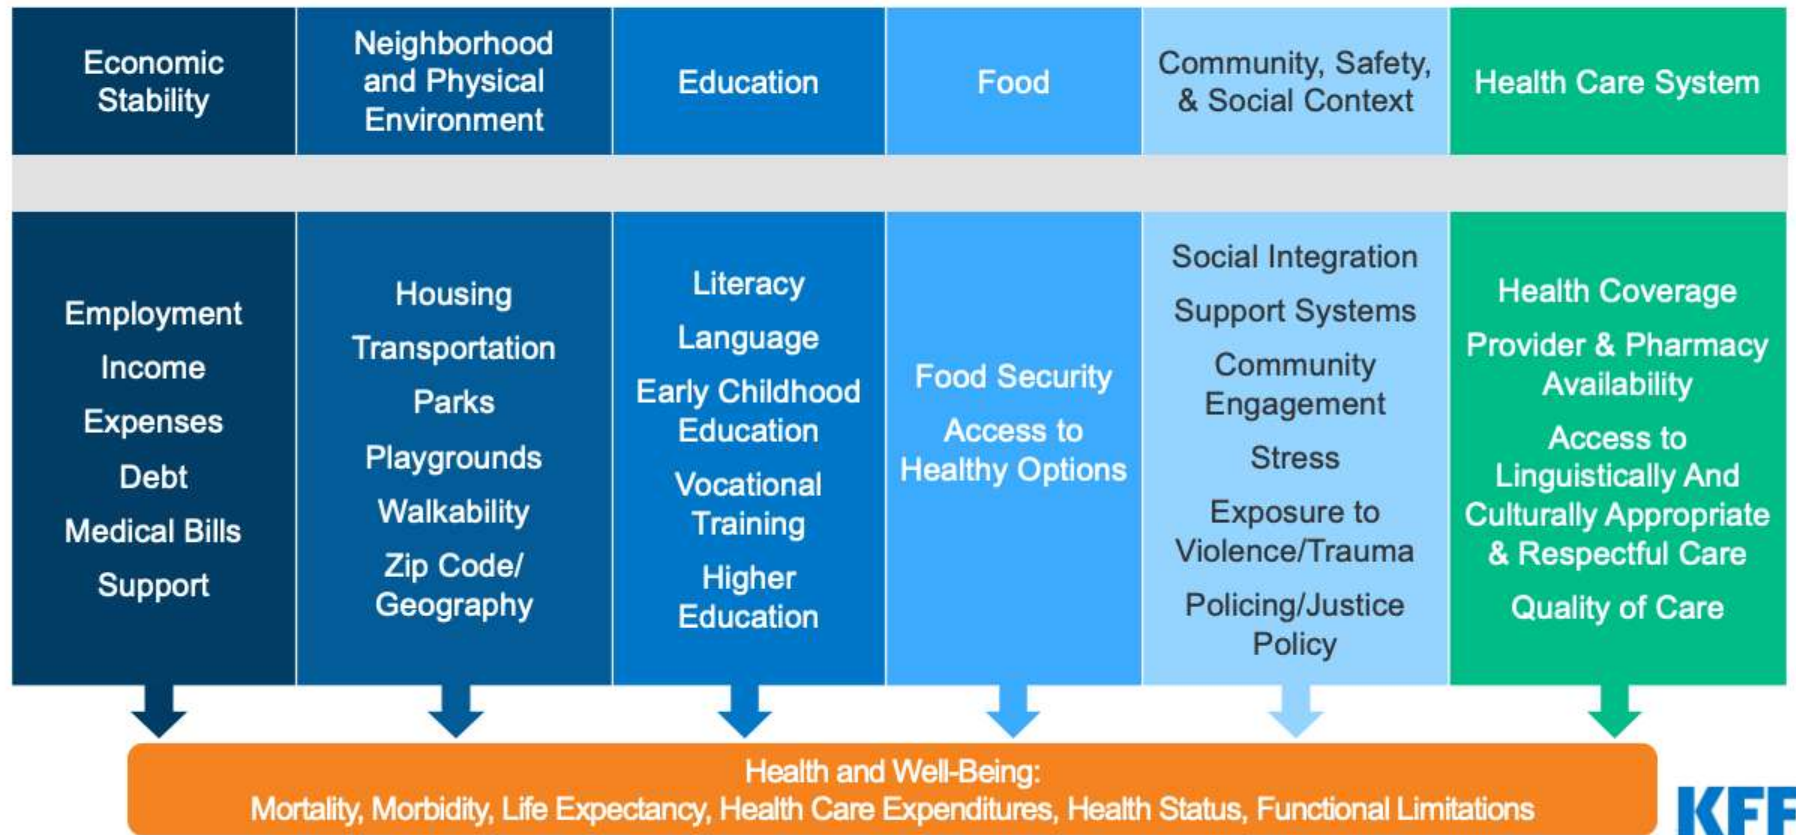 Economic
Stability
Neighborhood
and Physical
Environment
Education
Food
Community, Safety,
& Social Context
Health Care System
Employment
Income
Expenses
Debt
Medical Bills
Support
Housing
Transportation
Parks
Playgrounds
Walkability
Zip Code/
Geography
Literacy
Language
Early Childhood
Education
Vocational
Training
Higher
Education
Food Security
Access to
Healthy Options
Social Integration
Support Systems
Community
Engagement
Stress
Exposure to
Violence/Trauma
Policing/Justice
Policy
Health Coverage
Provider & Pharmacy
Availability
Access to
Linguistically And
Culturally Appropriate
& Respectful Care
Quality of Care
Health and Well-Being:
Mortality, Morbidity, Life Expectancy, Health Care Expenditures, Health Status, Functional Limitations
KFF